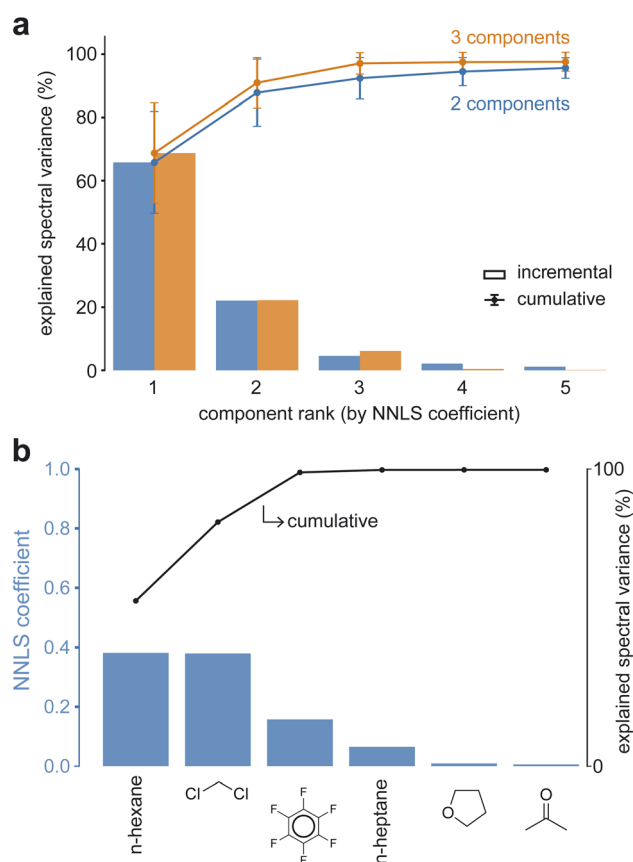 a
3 components
2 components
explained spectral variance (%)
100
80
60
40
20
0
incremental
cumulative
1 2 3 4 5
component rank (by NNLS coefficient)
b
NNLS coefficient
1.0
0.8
0.6
0.4
0.2
0.0
cumulative
100
0
explained spectral variance (%)
n-hexane
Cl Cl
F F
F F
F F
n-heptane
O
O